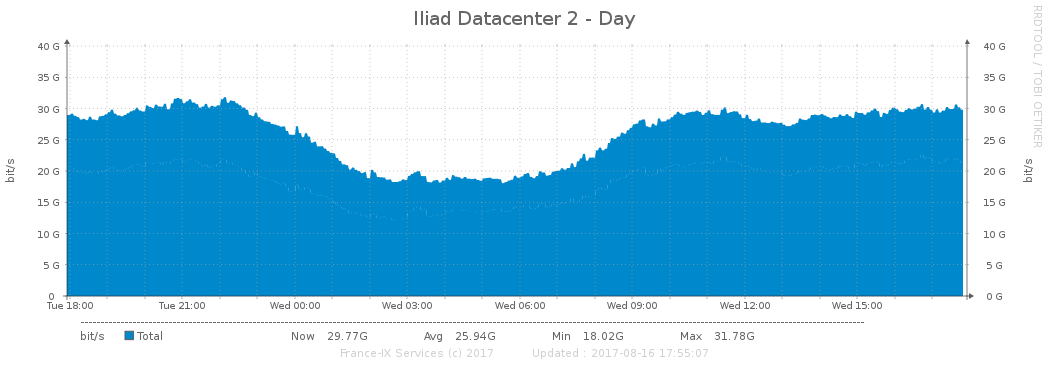 Iliad Datacenter 2 - Day
RRDTOOL / TOBI OETIKER
bit/s
40 G 40 G
35 G 35 G
30 G 30 G
25 G 25 G
20 G 20 G
15 G 15 G
10 G 10 G
5 G 5 G
0 0 G
bit/s
Tue 18:00 Tue 21:00 Wed 00:00 Wed 03:00 Wed 06:00 Wed 09:00 Wed 12:00 Wed 15:00
bit/s Total Now 29.77G Avg 25.94G Min 18.02G Max 31.78G
France-IX Services (c) 2017 Updated : 2017-08-16 17:55:07